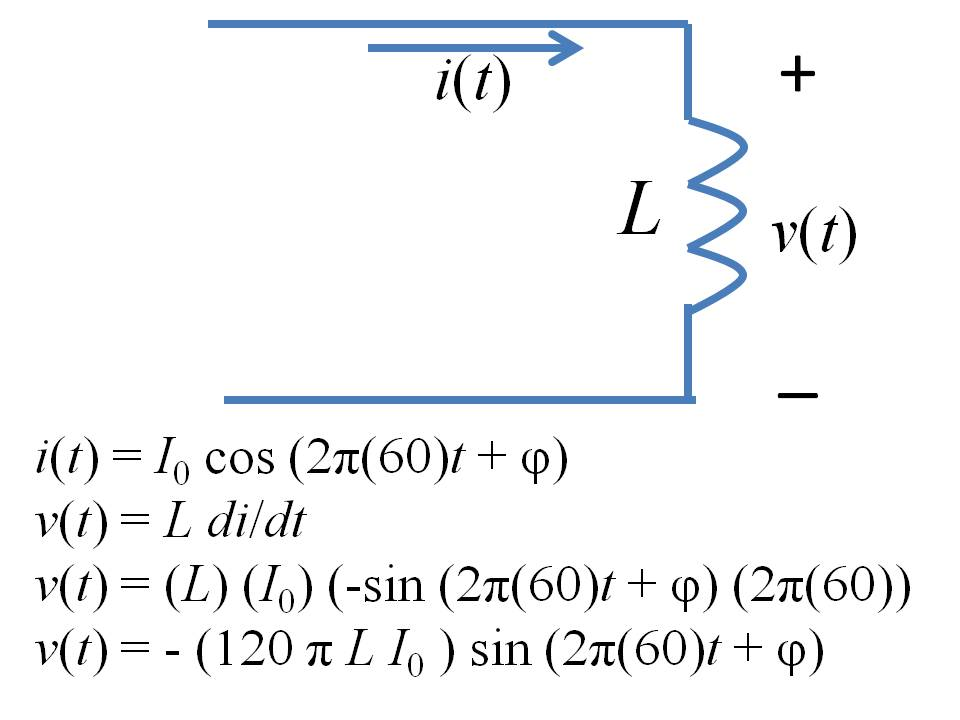 i(t)
+
L
v(t)
–
i(t) = I₀ cos (2π(60)t + φ)
v(t) = L di/dt
v(t) = (L) (I₀) (-sin (2π(60)t + φ) (2π(60))
v(t) = - (120 π L I₀ ) sin (2π(60)t + φ)